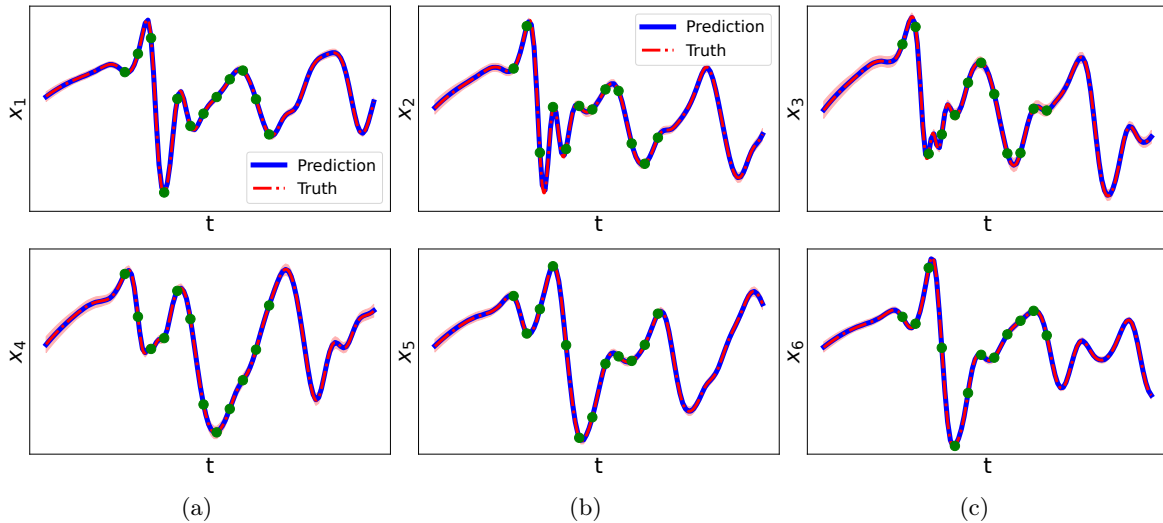 x1
Prediction
Truth
t
x2
Prediction
Truth
t
x3
t
x4
t
x5
t
x6
t
(a)
(b)
(c)